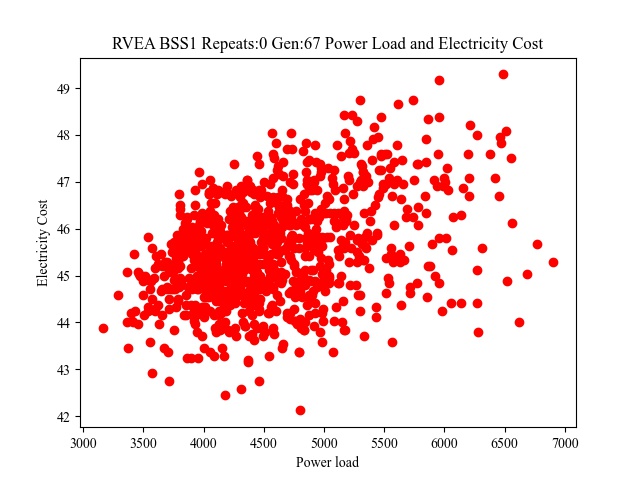 RVEA BSS1 Repeats:0 Gen:67 Power Load and Electricity Cost
49
48
47
46
45
44
43
42
Electricity Cost
3000 3500 4000 4500 5000 5500 6000 6500 7000
Power load